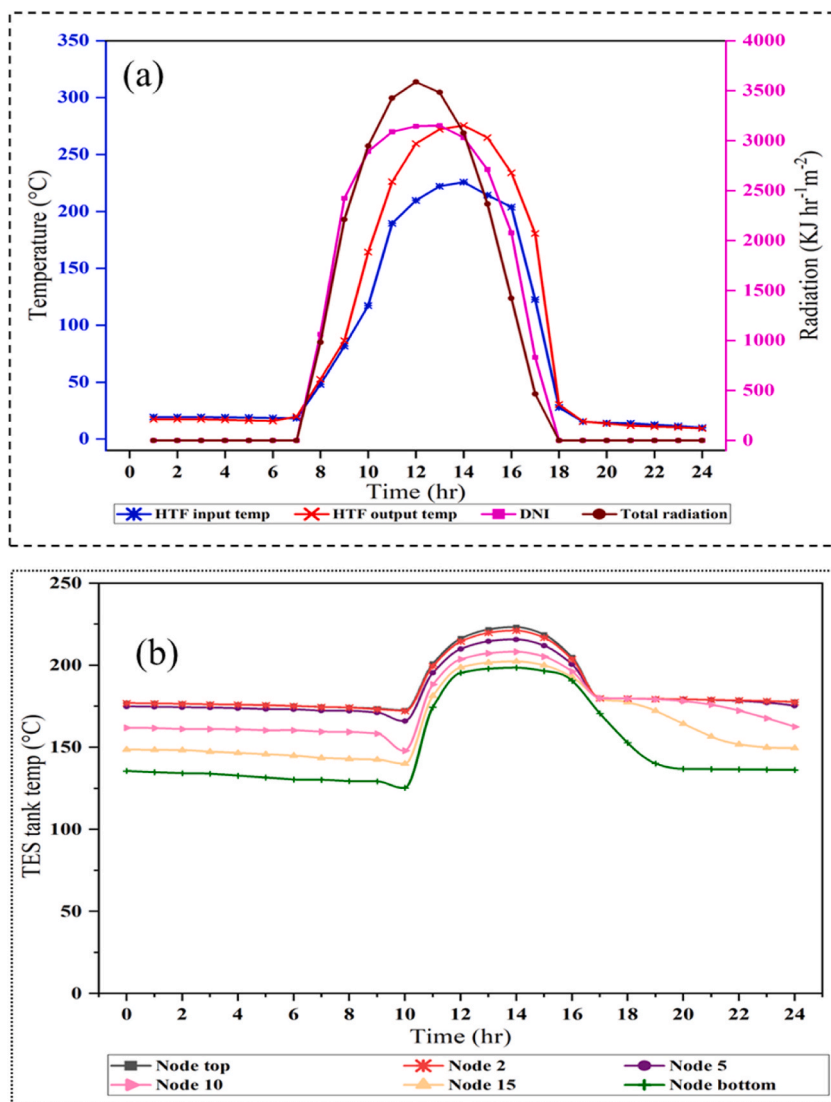 (a)
350
300
250
200
150
100
50
0
Temperature (°C)
4000
3500
3000
2500
2000
1500
1000
500
0
Radiation (KJ hr⁻¹m⁻²)
0 2 4 6 8 10 12 14 16 18 20 22 24
Time (hr)
HTF input temp HTF output temp DNI Total radiation
(b)
250
200
150
100
50
0
TES tank temp (°C)
0 2 4 6 8 10 12 14 16 18 20 22 24
Time (hr)
Node top Node 2 Node 5
Node 10 Node 15 Node bottom